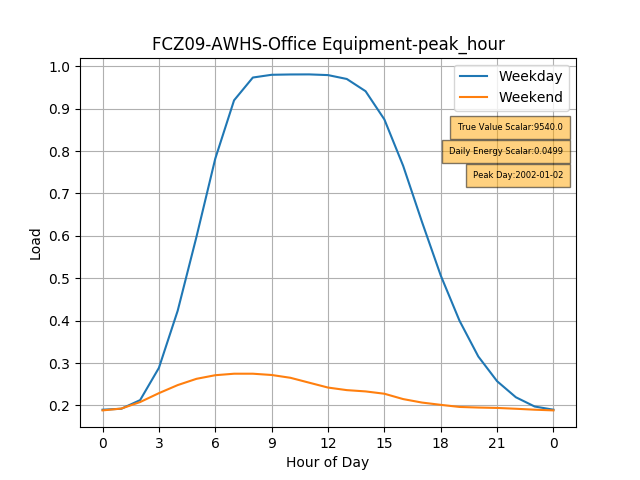 FCZ09-AWHS-Office Equipment-peak_hour
1.0
0.9
0.8
0.7
0.6
0.5
0.4
0.3
0.2
Load
Weekday
Weekend
True Value Scalar:9540.0
Daily Energy Scalar:0.0499
Peak Day:2002-01-02
0 3 6 9 12 15 18 21 0
Hour of Day